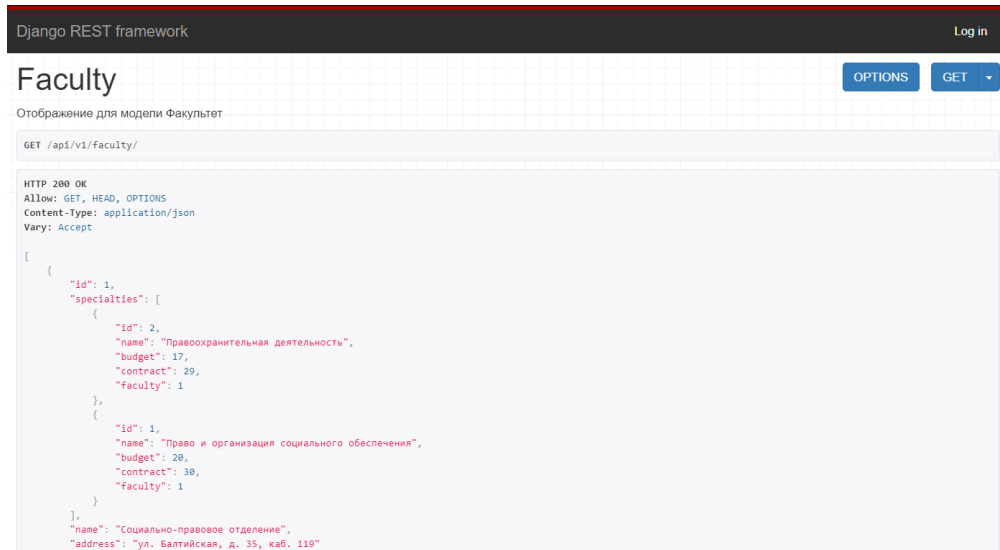 Django REST framework
Log in
Faculty
OPTIONS
GET
Отображение для модели Факультет
GET /api/v1/faculty/
HTTP 200 OK
Allow: GET, HEAD, OPTIONS
Content-Type: application/json
Vary: Accept
[
{
"id": 1,
"specialties": [
{
"id": 2,
"name": "Правоохранительная деятельность",
"budget": 17,
"contract": 29,
"faculty": 1
},
{
"id": 1,
"name": "Право и организация социального обеспечения",
"budget": 20,
"contract": 30,
"faculty": 1
}
],
"name": "Социально-правовое отделение",
"address": "ул. Балтийская, д. 35, каб. 119"